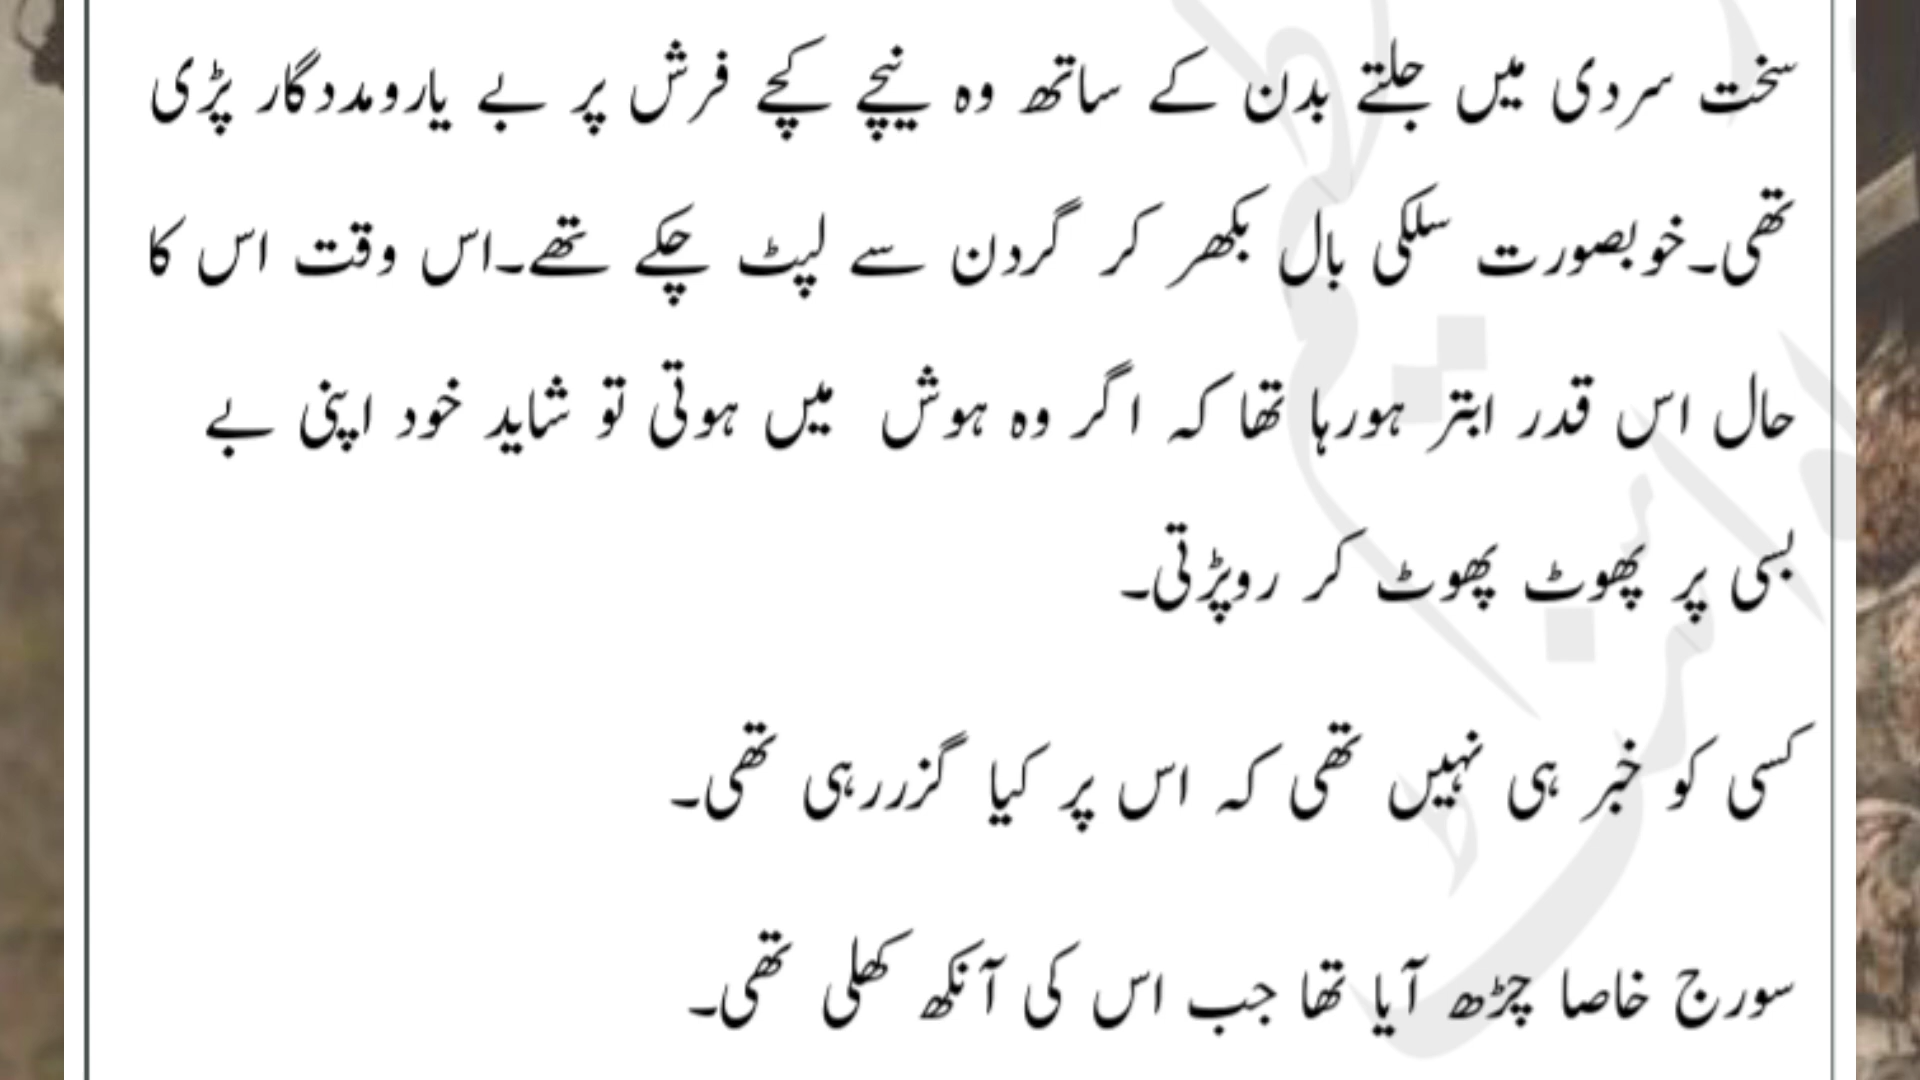 سخت سردی میں جلتے بدن کے ساتھ وہ نیچے کچے فرش پر بے یارومددگار پڑی
تھی۔خوبصورت سلکی بال بکھر کر گردن سے لپٹ چکے تھے۔اس وقت اس کا
حال اس قدر ابتر ہورہا تھا کہ اگر وہ ہوش میں ہوتی تو شاید خود اپنی بے
بسی پر پھوٹ پھوٹ کر روپڑتی۔
کسی کو خبر ہی نہیں تھی کہ اس پر کیا گزررہی تھی۔
سورج خاصا چڑھ آیا تھا جب اس کی آنکھ کھلی تھی۔